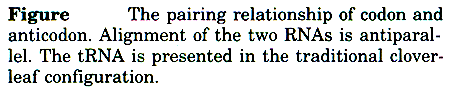 Figure The pairing relationship of codon and
anticodon. Alignment of the two RNAs is antiparal-
lel. The tRNA is presented in the traditional clover-
leaf configuration.